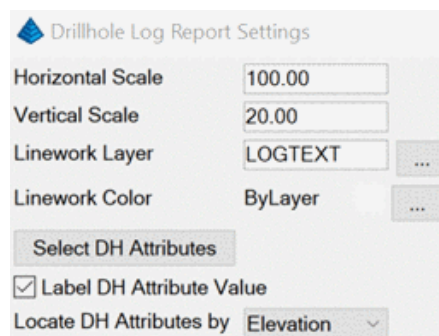 Drillhole Log Report Settings
Horizontal Scale 100.00
Vertical Scale 20.00
Linework Layer LOGTEXT ...
Linework Color ByLayer ...
Select DH Attributes
Label DH Attribute Value
Locate DH Attributes by Elevation